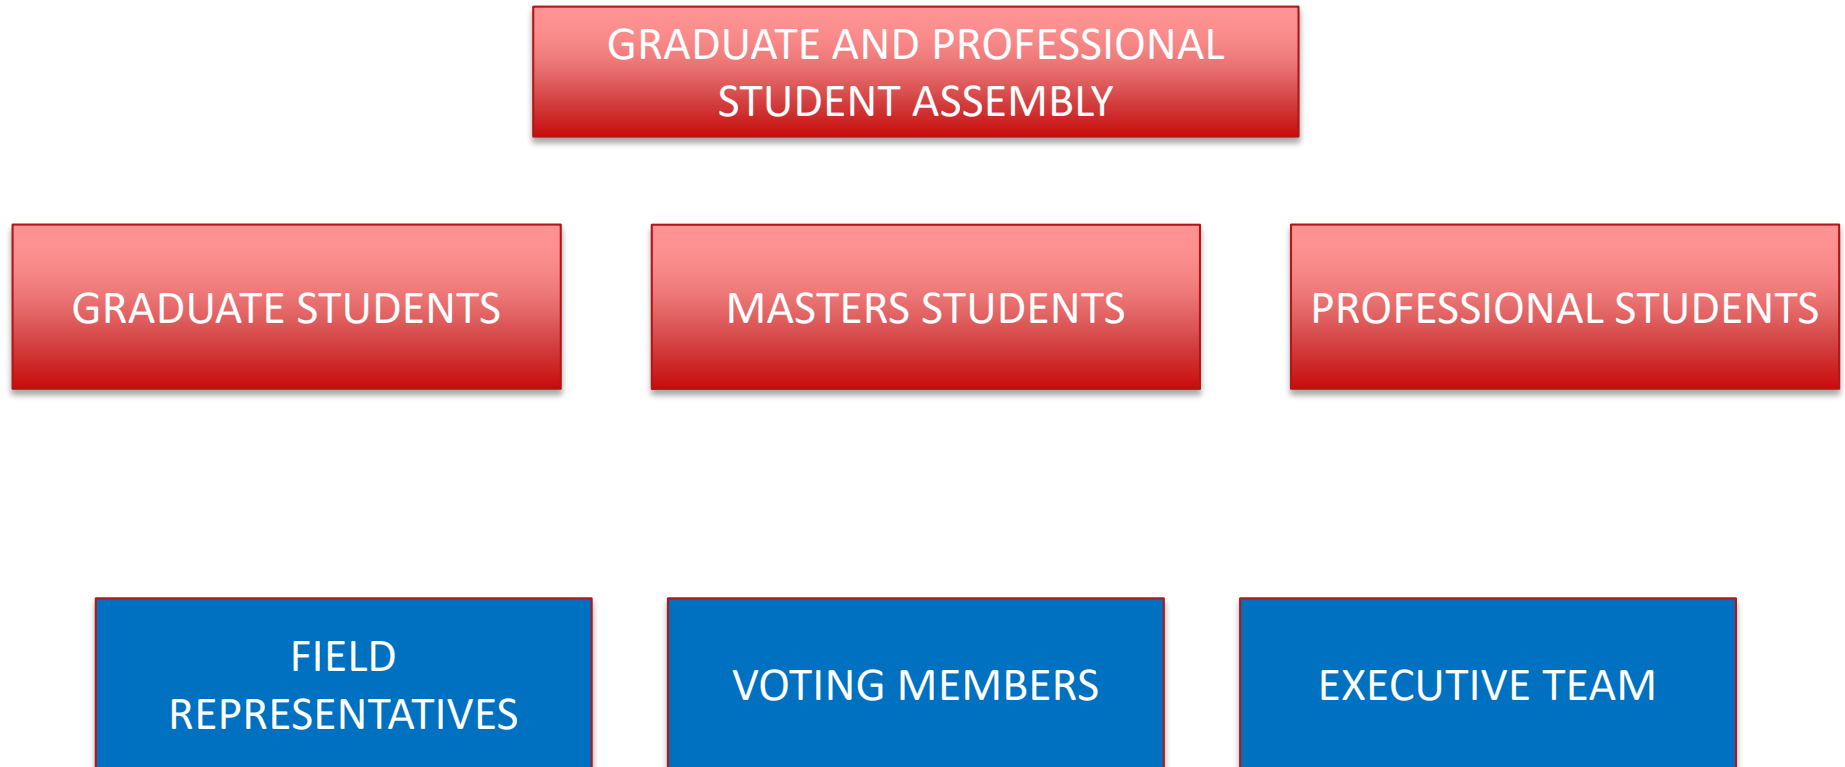 GRADUATE AND PROFESSIONAL
STUDENT ASSEMBLY
GRADUATE STUDENTS
MASTERS STUDENTS
PROFESSIONAL STUDENTS
FIELD
REPRESENTATIVES
VOTING MEMBERS
EXECUTIVE TEAM